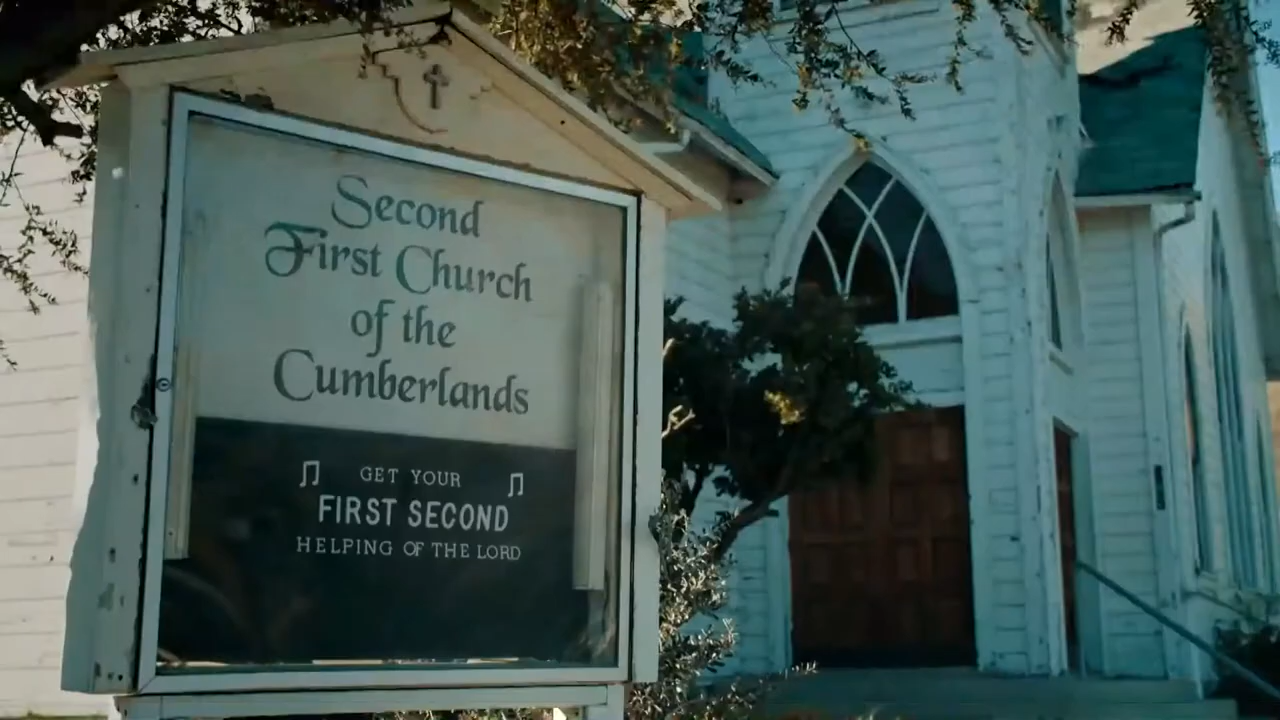 Second
First Church
of the
Cumberlands
♫ GET YOUR ♫
FIRST SECOND
HELPING OF THE LORD